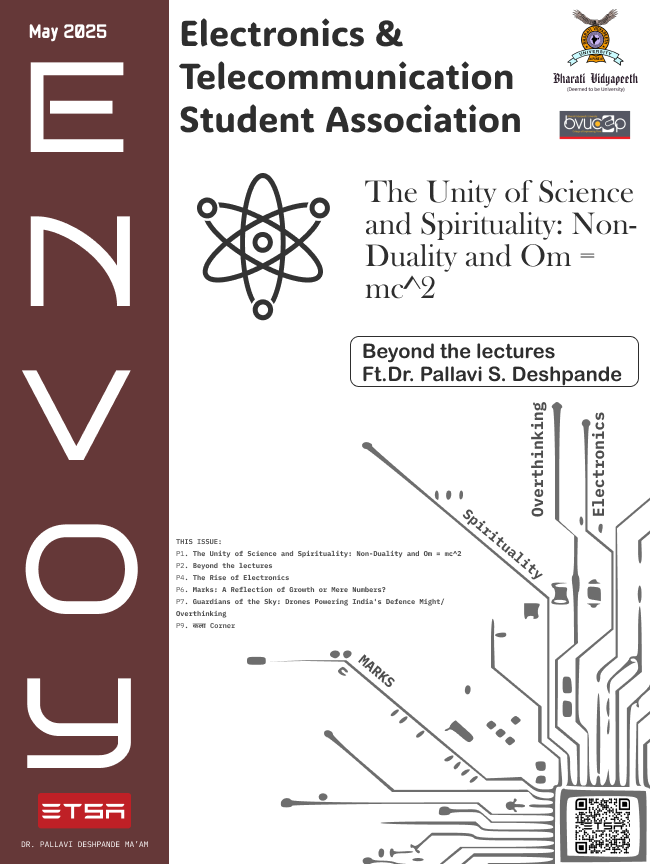 May 2025
ENVOY
ETSA
DR. PALLAVI DESHPANDE MA'AM
Electronics &
Telecommunication
Student Association
UNIVERSITY
Bharati Vidyapeeth
(Deemed to be University)
bvucoep
The Unity of Science
and Spirituality: Non-
Duality and Om =
mc^2
Beyond the lectures
Ft.Dr. Pallavi S. Deshpande
Overthinking
Electronics
Spirituality
THIS ISSUE:
P1. The Unity of Science and Spirituality: Non-Duality and Om = mc^2
P2. Beyond the lectures
P4. The Rise of Electronics
P6. Marks: A Reflection of Growth or Mere Numbers?
P7. Guardians of the Sky: Drones Powering India's Defence Might/
Overthinking
P9. कला Corner
MARKS
ETSA